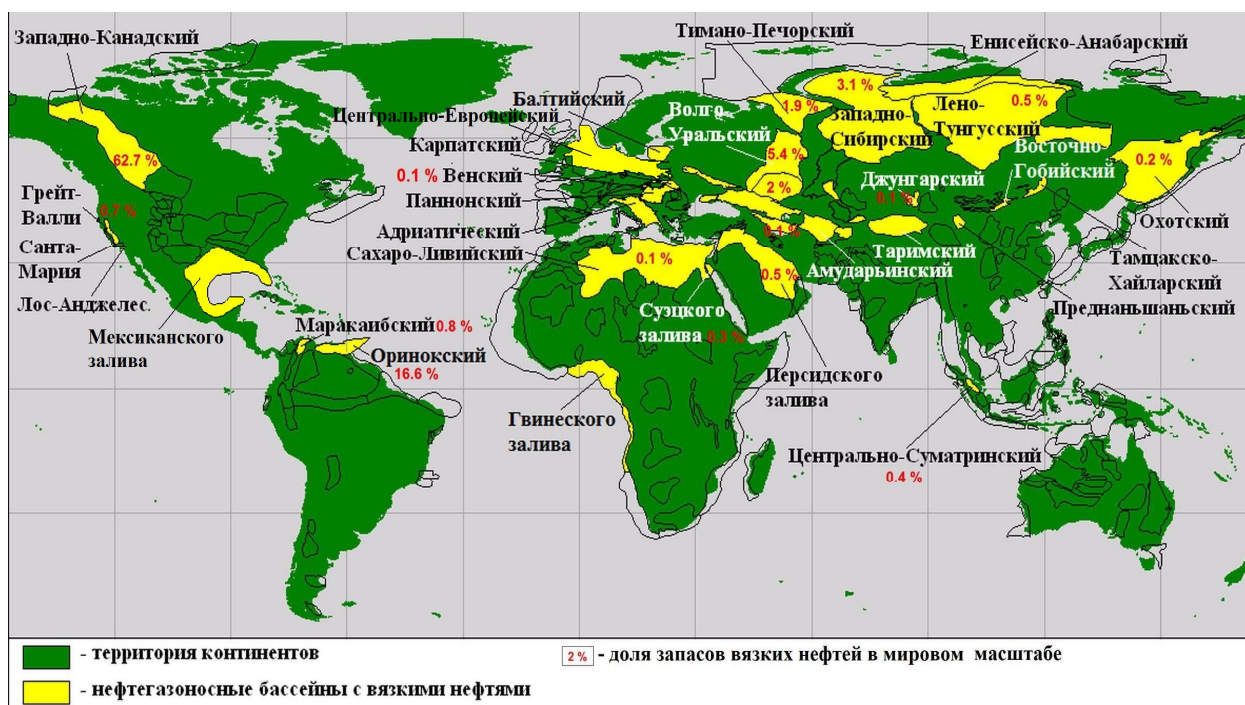 Западно-Канадский
Тимано-Печорский
Енисейско-Анабарский
3.1 %
1.9 %
0.5 %
Балтийский
Центрально-Европейский
Волго-
Уральский
Западно-
Сибирский
Лено-
Тунгусский
Карпатский
5.4 %
Восточно-
Гобийский
62.7 %
0.2 %
0.1 % Венский
2 %
Джунгарский
0.1 %
Грейт-
Валли
0.7 %
Паннонский
Охотский
Санта-
Мария
Адриатический
0.1 %
Таримский
Сахаро-Ливийский
0.1 %
0.5 %
Амударьинский
Тамцакско-
Хайларский
Лос-Анджелес.
Преднаньшаньский
Мексиканского
залива
Суэцкого
залива 0.3 %
Маракаибский 0.8 %
Оринокский
16.6 %
Персидского
залива
Гвинеского
залива
Центрально-Суматринский
0.4 %
- территория континентов
2 % - доля запасов вязких нефтей в мировом масштабе
- нефтегазоносные бассейны с вязкими нефтями